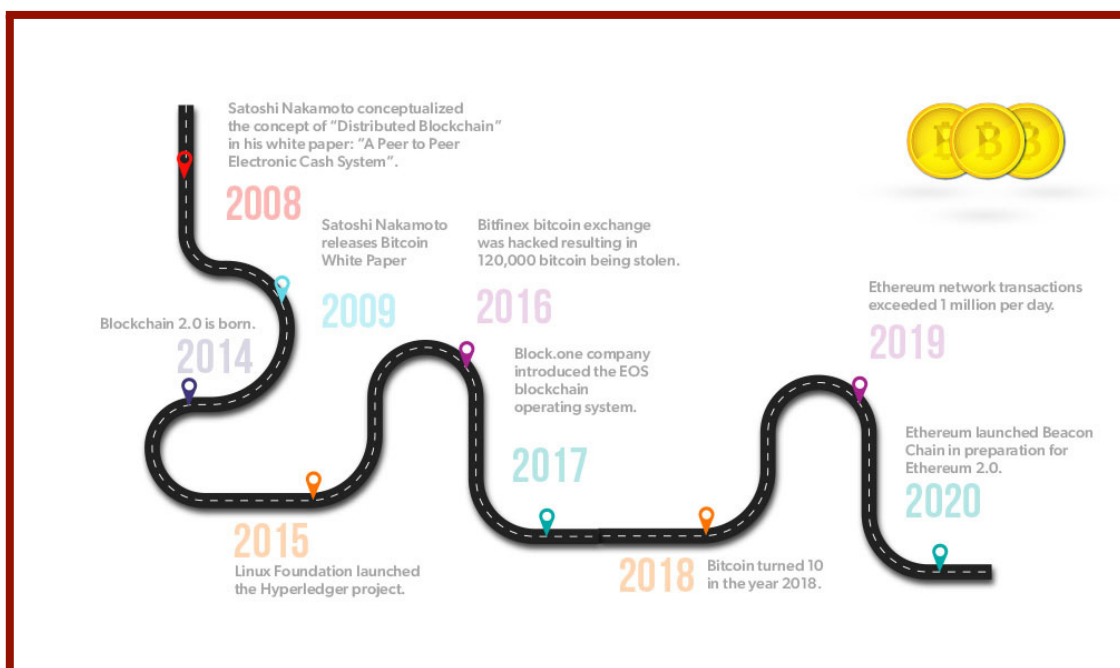 Satoshi Nakamoto conceptualized
the concept of “Distributed Blockchain”
in his white paper: “A Peer to Peer
Electronic Cash System”.
2008
Satoshi Nakamoto
releases Bitcoin
White Paper
2009
Blockchain 2.0 is born.
2014
2015
Linux Foundation launched
the Hyperledger project.
Bitfinex bitcoin exchange
was hacked resulting in
120,000 bitcoin being stolen.
2016
Block.one company
introduced the EOS
blockchain
operating system.
2017
2018
Bitcoin turned 10
in the year 2018.
Ethereum network transactions
exceeded 1 million per day.
2019
Ethereum launched Beacon
Chain in preparation for
Ethereum 2.0.
2020